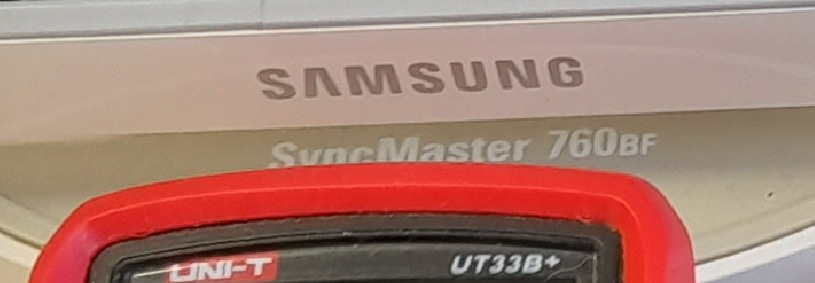 SAMSUNG
SyncMaster 760BF
UNI-T UT33B+